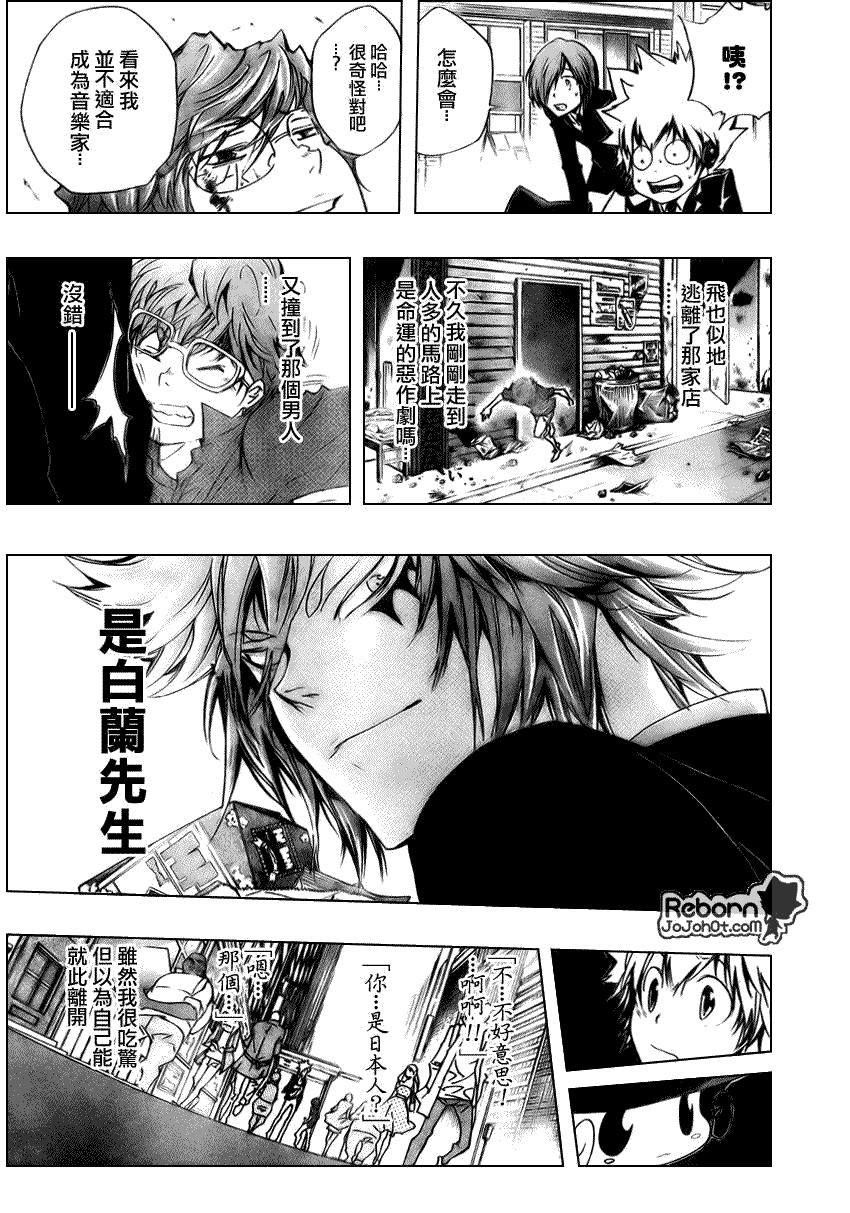 咦!?
怎麼會…
哈哈…
很奇怪對吧
…?
看來我
並不適合
成為音樂家…
飛也似地
逃離了那家店
……
不久我剛剛走到
人多的馬路上
是命運的惡作劇嗎…
又撞到了那個男人
……
沒錯——
是白蘭先生
Reborn
JoJohOt.com
「不…不好意思!
…啊啊!!」
「你…是日本人?」
「嗯…
那個…」
雖然我很吃驚
但以為自己能
就此離開